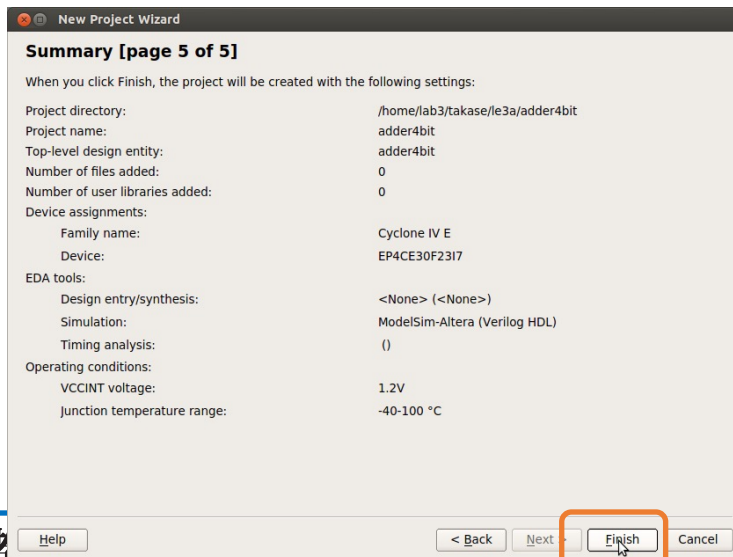 New Project Wizard
Summary [page 5 of 5]
When you click Finish, the project will be created with the following settings:
Project directory: /home/lab3/takase/le3a/adder4bit
Project name: adder4bit
Top-level design entity: adder4bit
Number of files added: 0
Number of user libraries added: 0
Device assignments:
Family name: Cyclone IV E
Device: EP4CE30F23I7
EDA tools:
Design entry/synthesis: <None> (<None>)
Simulation: ModelSim-Altera (Verilog HDL)
Timing analysis: ()
Operating conditions:
VCCINT voltage: 1.2V
Junction temperature range: -40-100 °C
Help < Back Next > Finish Cancel